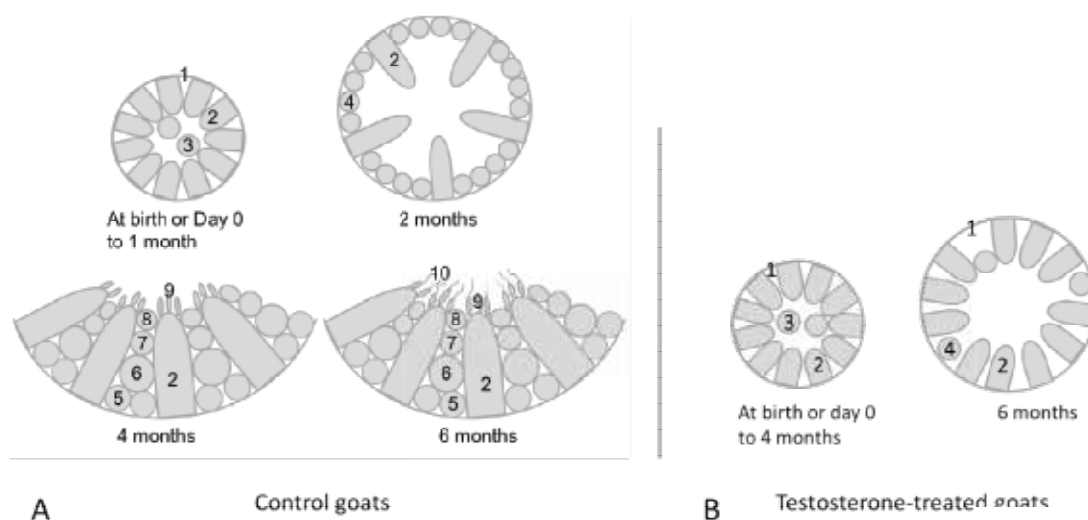 1
2
3
At birth or Day 0
to 1 month
2
4
2 months
9
8
7
6
2
5
4 months
10
9
8
7
6
2
5
6 months
A
Control goats
1
3
2
At birth or day 0
to 4 months
1
4
2
6 months
B
Testosterone-treated goats